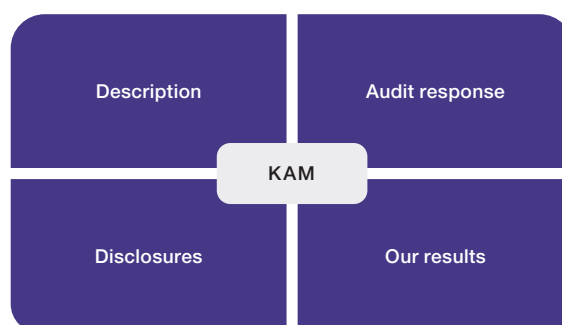 Description
Audit response
KAM
Disclosures
Our results